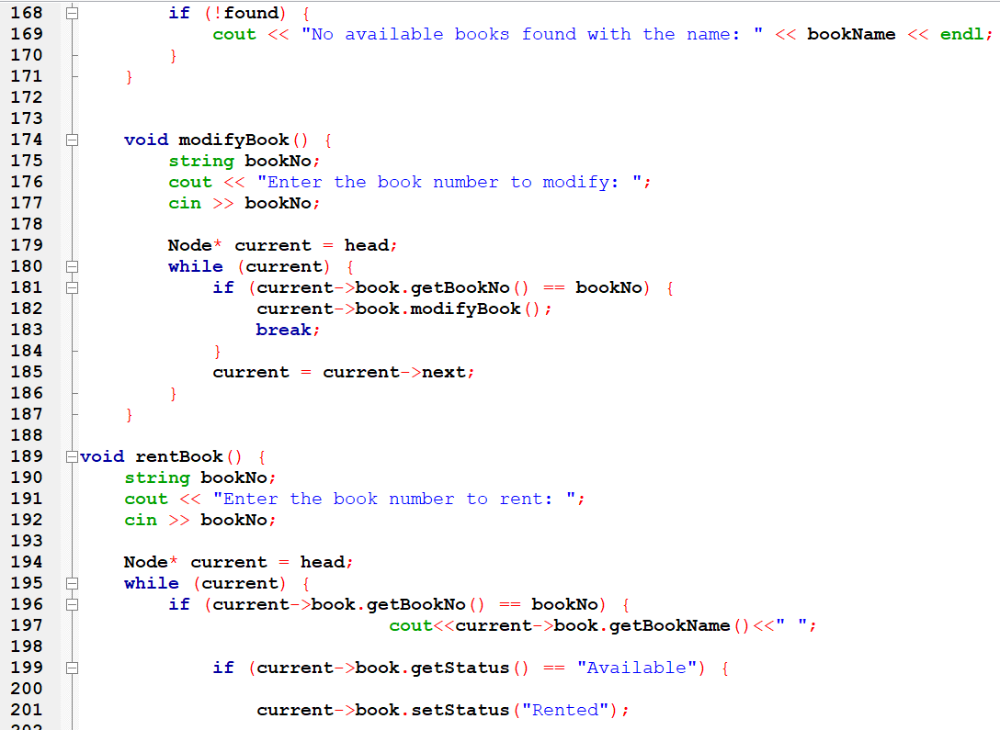 168 if (!found) {
169 cout << "No available books found with the name: " << bookName << endl;
170 }
171 }
172
173
174 void modifyBook() {
175 string bookNo;
176 cout << "Enter the book number to modify: ";
177 cin >> bookNo;
178
179 Node* current = head;
180 while (current) {
181 if (current->book.getBookNo() == bookNo) {
182 current->book.modifyBook();
183 break;
184 }
185 current = current->next;
186 }
187 }
188
189 void rentBook() {
190 string bookNo;
191 cout << "Enter the book number to rent: ";
192 cin >> bookNo;
193
194 Node* current = head;
195 while (current) {
196 if (current->book.getBookNo() == bookNo) {
197 cout<<current->book.getBookName()<<" ";
198
199 if (current->book.getStatus() == "Available") {
200
201 current->book.setStatus("Rented");
202